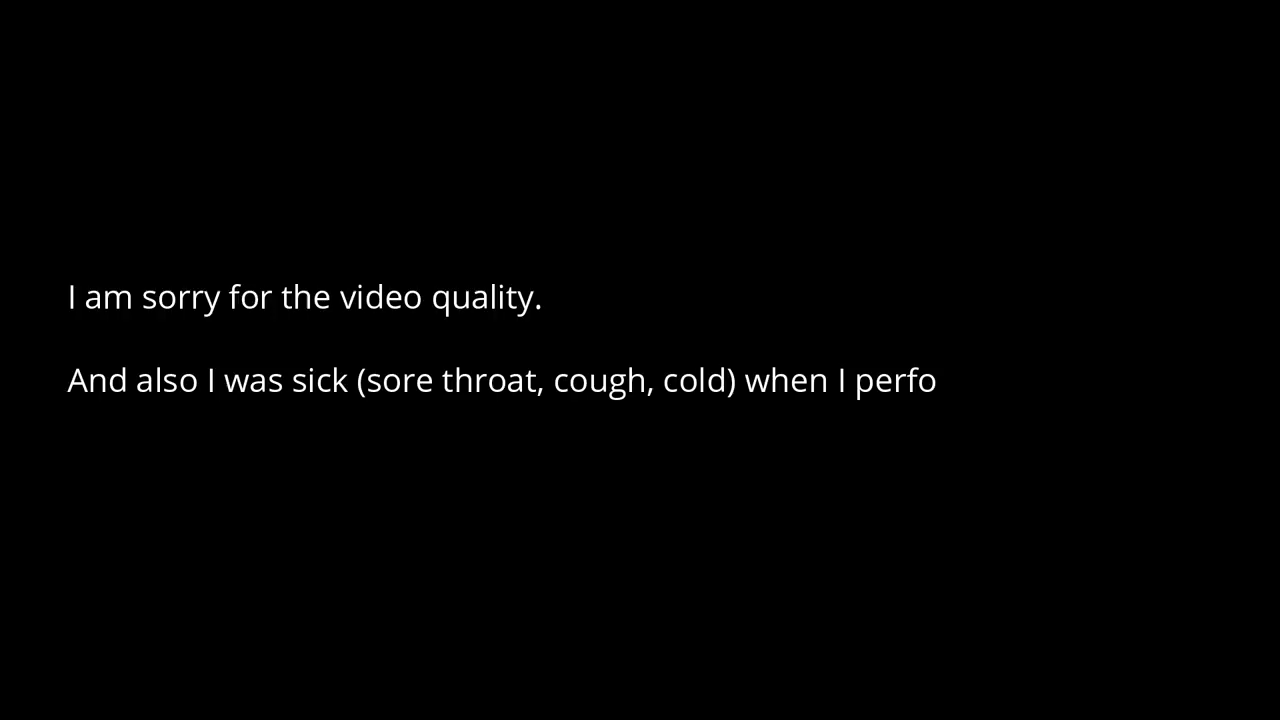 I am sorry for the video quality.
And also I was sick (sore throat, cough, cold) when I perfo